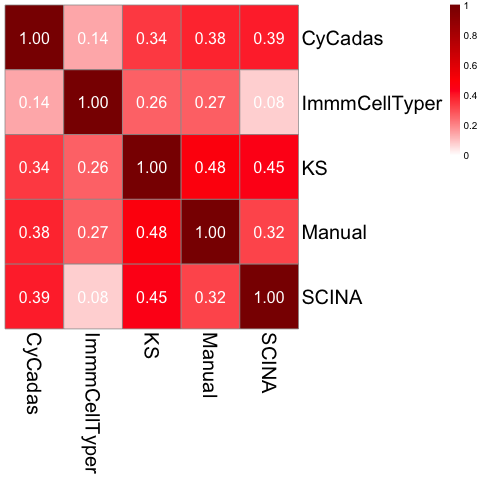 1.00 0.14 0.34 0.38 0.39 CyCadas
0.14 1.00 0.26 0.27 0.08 ImmmCellTyper
0.34 0.26 1.00 0.48 0.45 KS
0.38 0.27 0.48 1.00 0.32 Manual
0.39 0.08 0.45 0.32 1.00 SCINA
CyCadas
ImmmCellTyper
KS
Manual
SCINA
1
0.8
0.6
0.4
0.2
0